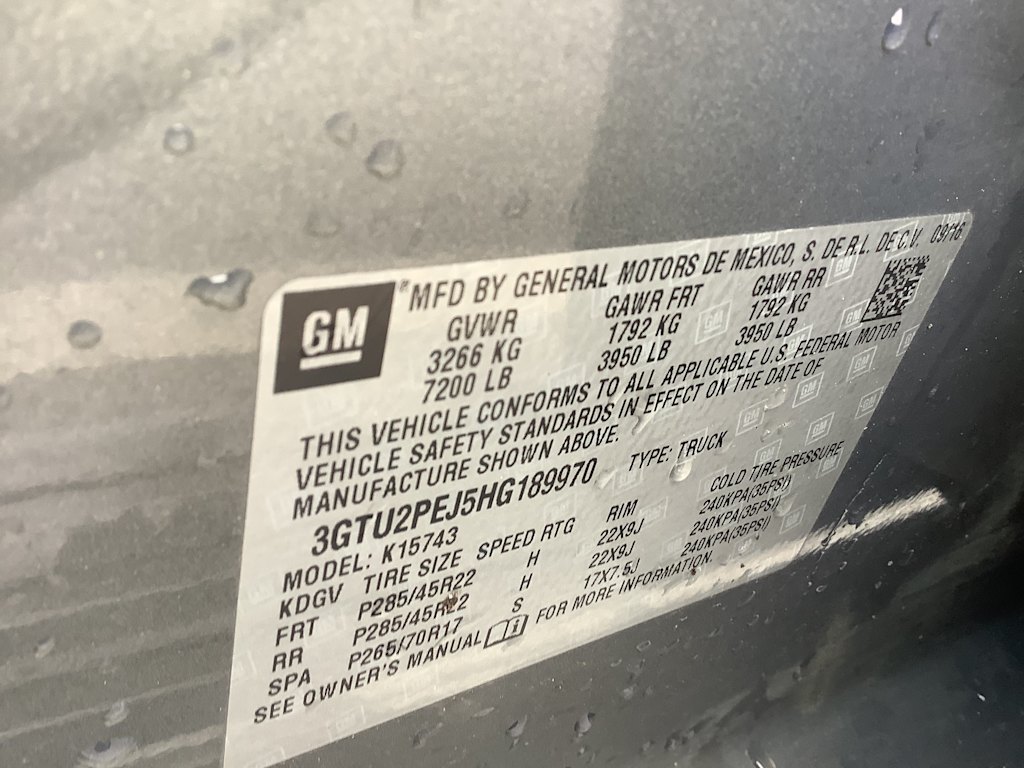 GM
®MFD BY GENERAL MOTORS DE MEXICO, S. DE R.L. DE C.V. 09/16
GVWR GAWR FRT GAWR RR
3266 KG 1792 KG 1792 KG
7200 LB 3950 LB 3950 LB
THIS VEHICLE CONFORMS TO ALL APPLICABLE U.S. FEDERAL MOTOR
VEHICLE SAFETY STANDARDS IN EFFECT ON THE DATE OF
MANUFACTURE SHOWN ABOVE.
3GTU2PEJ5HG189970 TYPE: TRUCK
MODEL: K15743
KDGV TIRE SIZE SPEED RTG RIM COLD TIRE PRESSURE
FRT P285/45R22 H 22X9J 240KPA(35PSI)
RR P285/45R22 H 22X9J 240KPA(35PSI)
SPA P265/70R17 S 17X7.5J 240KPA(35PSI)
SEE OWNER'S MANUAL FOR MORE INFORMATION.